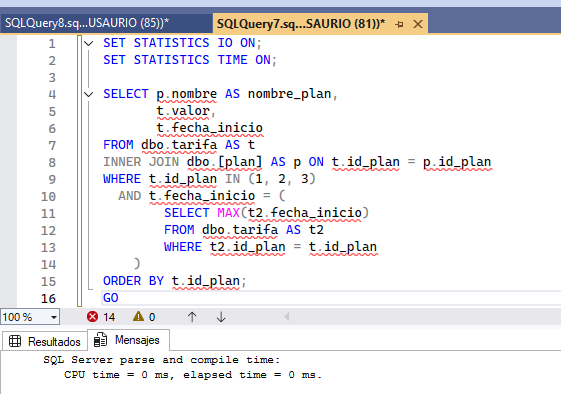 SQLQuery8.sq...USAURIO (85))*
SQLQuery7.sq...SAURIO (81))*
1 SET STATISTICS IO ON;
2 SET STATISTICS TIME ON;
3
4 SELECT p.nombre AS nombre_plan,
5 t.valor,
6 t.fecha_inicio
7 FROM dbo.tarifa AS t
8 INNER JOIN dbo.[plan] AS p ON t.id_plan = p.id_plan
9 WHERE t.id_plan IN (1, 2, 3)
10 AND t.fecha_inicio = (
11 SELECT MAX(t2.fecha_inicio)
12 FROM dbo.tarifa AS t2
13 WHERE t2.id_plan = t.id_plan
14 )
15 ORDER BY t.id_plan;
16 GO
100 % 14 0
Resultados Mensajes
SQL Server parse and compile time:
CPU time = 0 ms, elapsed time = 0 ms.